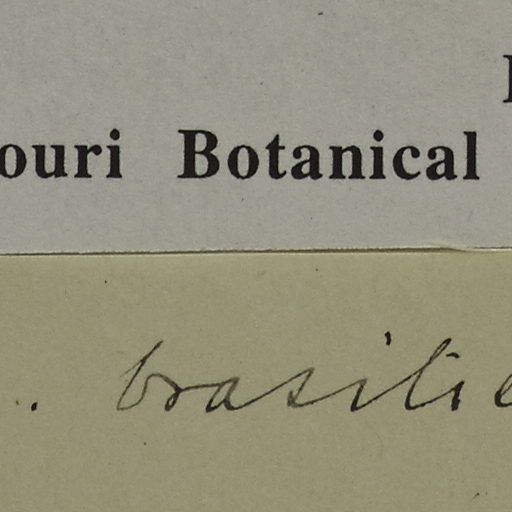 ouri Botanical
. . brasilie